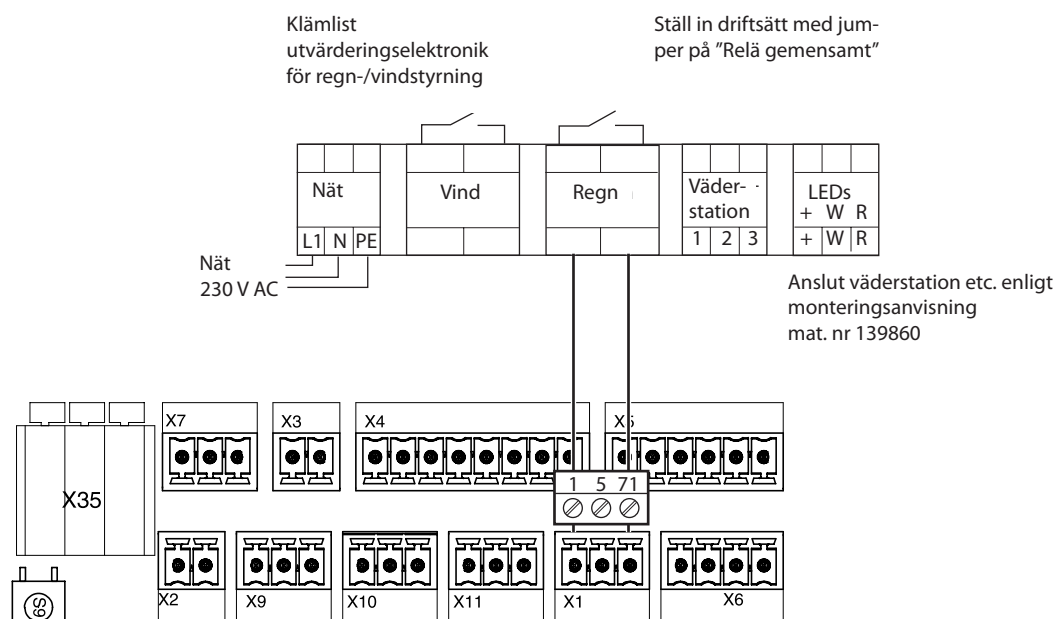 Klämlist
utvärderingselektronik
för regn-/vindstyrning
Ställ in driftsätt med jum-
per på ”Relä gemensamt”
Nät
Vind
Regn
Väder-
station
LEDs
+ W R
L1 N PE
1 2 3
+ W R
Nät
230 V AC
Anslut väderstation etc. enligt
monteringsanvisning
mat. nr 139860
X7
X3
X4
X5
X35
1 5 71
S9
X2
X9
X10
X11
X1
X6